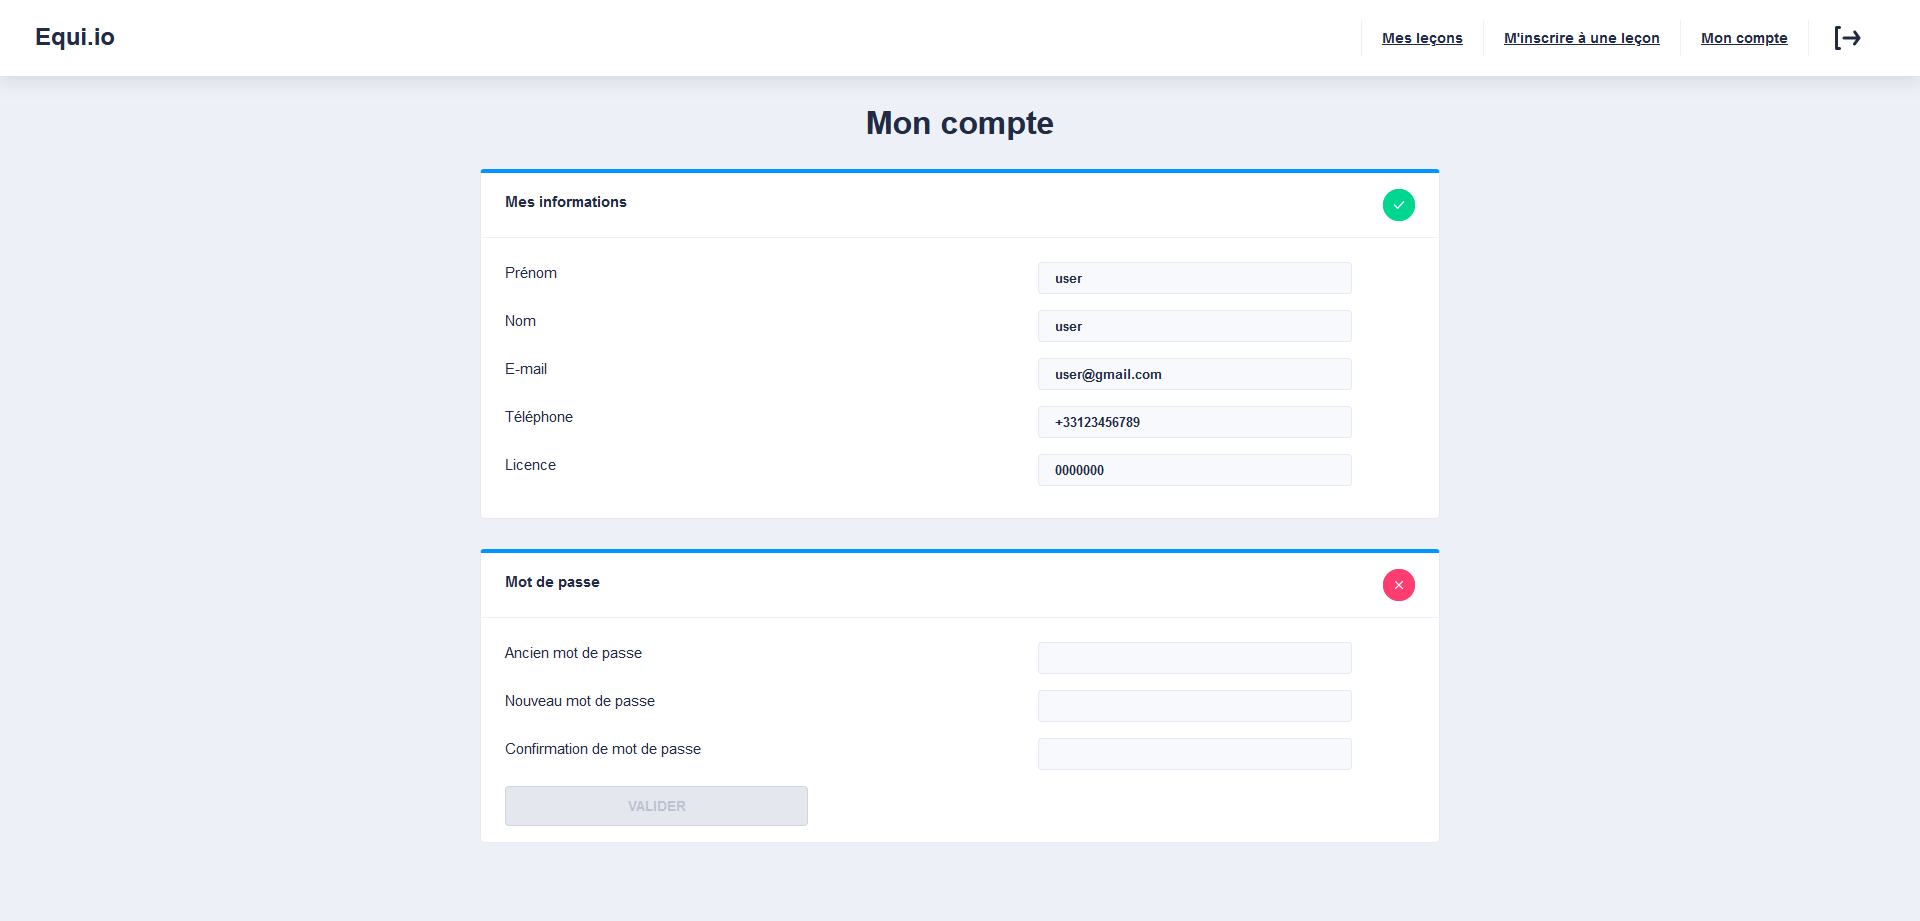 Equi.io
Mes leçons
M'inscrire à une leçon
Mon compte
Mon compte
Mes informations
Prénom
user
Nom
user
E-mail
user@gmail.com
Téléphone
+33123456789
Licence
0000000
Mot de passe
Ancien mot de passe
Nouveau mot de passe
Confirmation de mot de passe
VALIDER